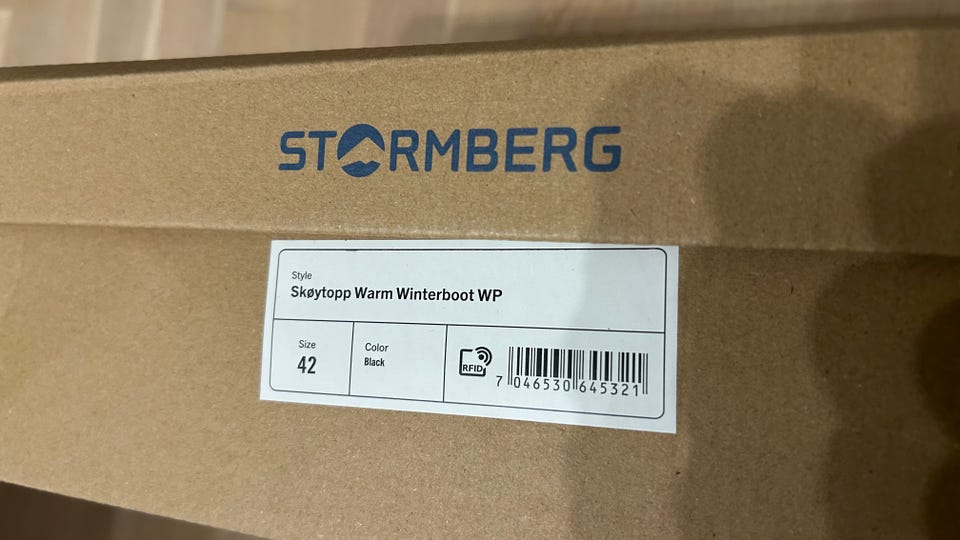 STORMBERG
Style
Skøytopp Warm Winterboot WP
Size
42
Color
Black
RFID
7 046530 645321